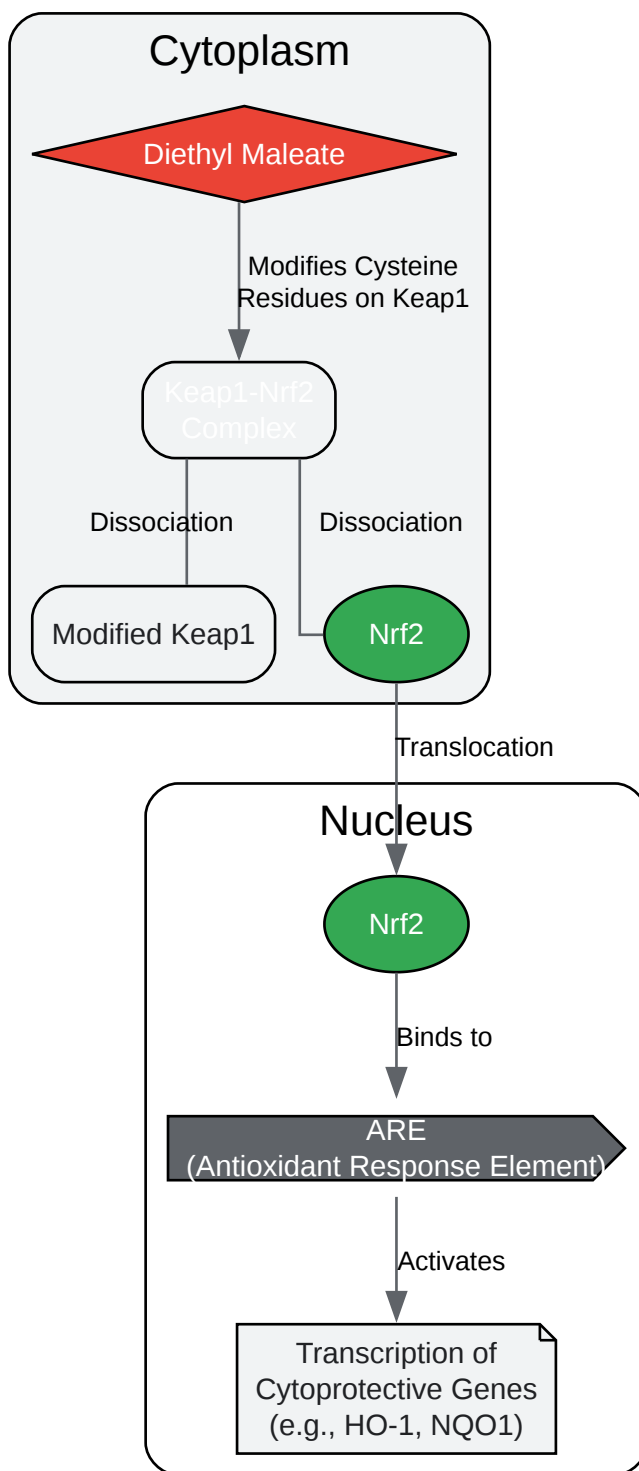 Cytoplasm
Diethyl Maleate
Modifies Cysteine
Residues on Keap1
Keap1-Nrf2
Complex
Dissociation
Dissociation
Modified Keap1
Nrf2
Translocation
Nucleus
Nrf2
Binds to
ARE
(Antioxidant Response Element)
Activates
Transcription of
Cytoprotective Genes
(e.g., HO-1, NQO1)